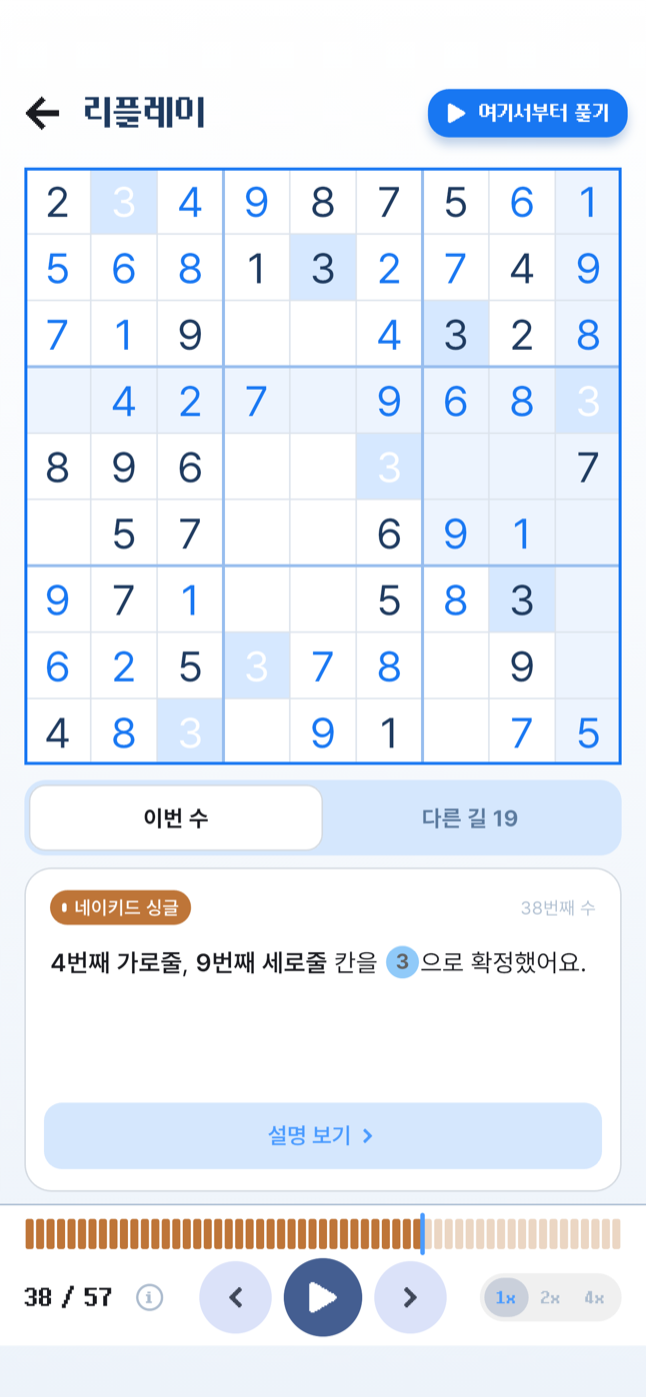 리플레이
여기서부터 풀기
2 3 4 9 8 7 5 6 1
5 6 8 1 3 2 7 4 9
7 1 9 4 3 2 8
4 2 7 9 6 8 3
8 9 6 3 7
5 7 6 9 1
9 7 1 5 8 3
6 2 5 3 7 8 9
4 8 3 9 1 7 5
이번 수
다른 길 19
네이키드 싱글
38번째 수
4번째 가로줄, 9번째 세로줄 칸을 3으로 확정했어요.
설명 보기 >
38 / 57
1x 2x 4x